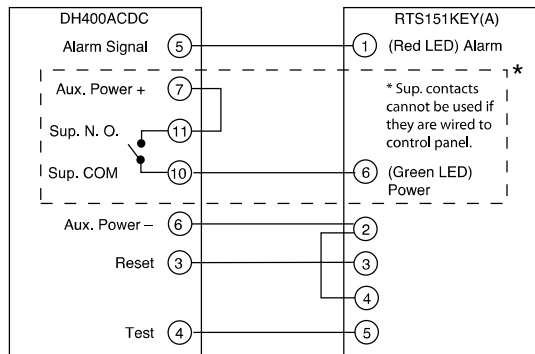 DH400ACDC RTS151KEY(A)
Alarm Signal 5 1 (Red LED) Alarm
*
Aux. Power + 7
* Sup. contacts
cannot be used if
they are wired to
control panel.
Sup. N. O. 11
Sup. COM 10 6 (Green LED)
Power
Aux. Power – 6 2
Reset 3 3
4
Test 4 5